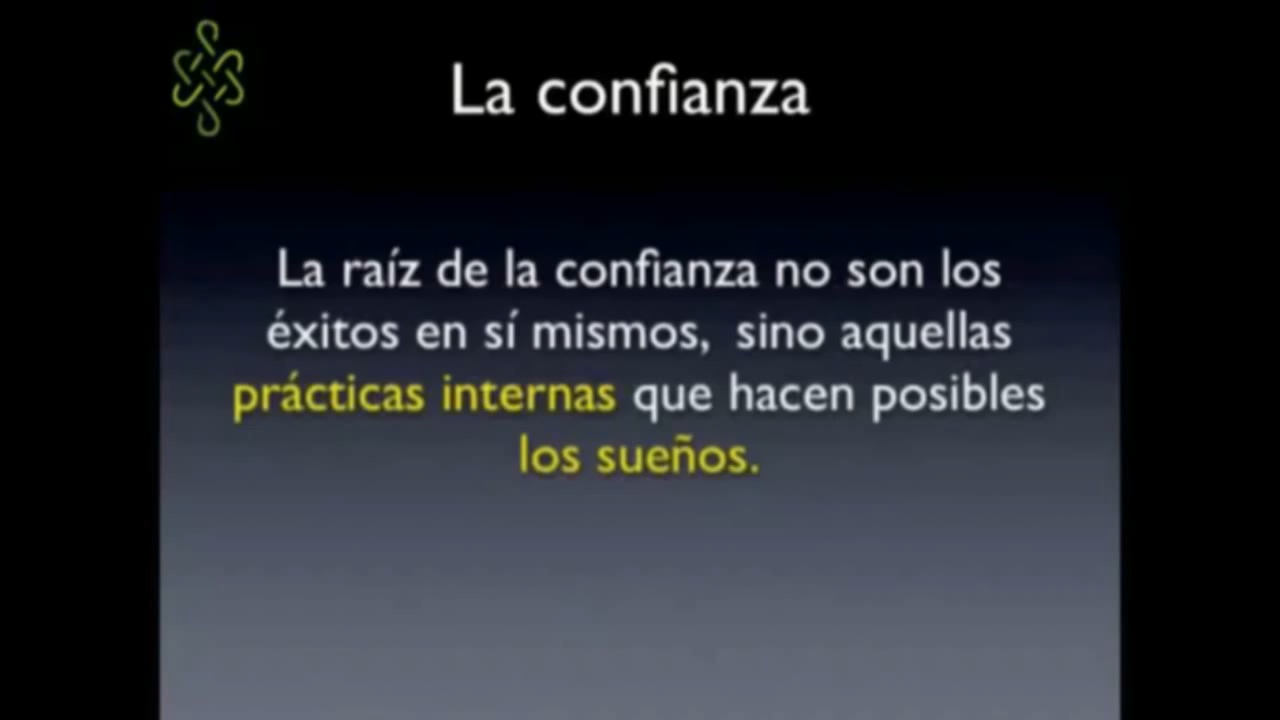 La confianza
La raíz de la confianza no son los
éxitos en sí mismos, sino aquellas
prácticas internas que hacen posibles
los sueños.